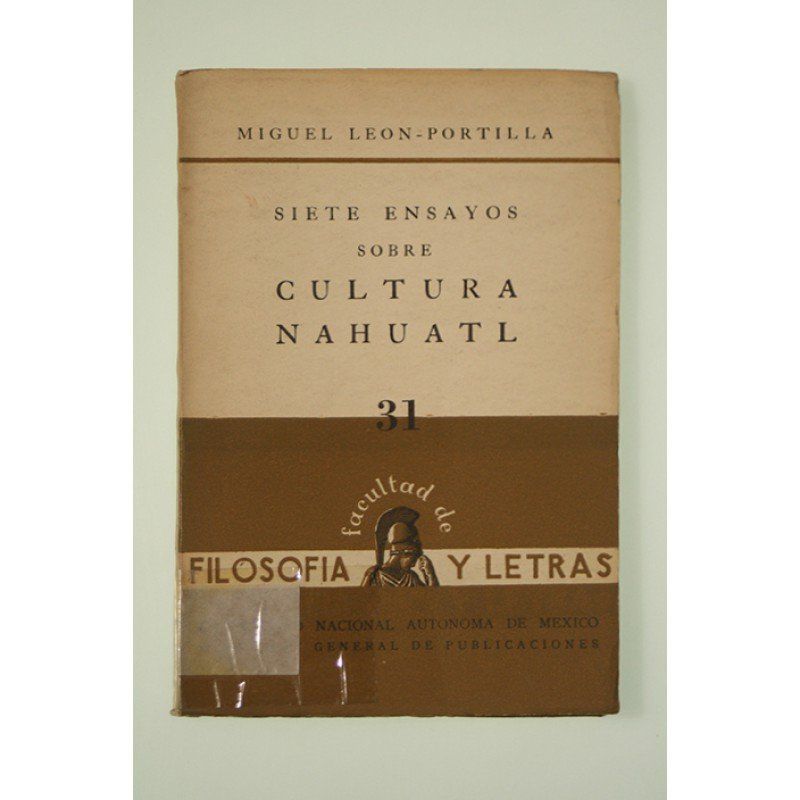 MIGUEL LEON-PORTILLA
SIETE ENSAYOS
SOBRE
CULTURA
NAHUATL
31
facultad de
FILOSOFIA Y LETRAS
NACIONAL AUTONOMA DE MEXICO
GENERAL DE PUBLICACIONES